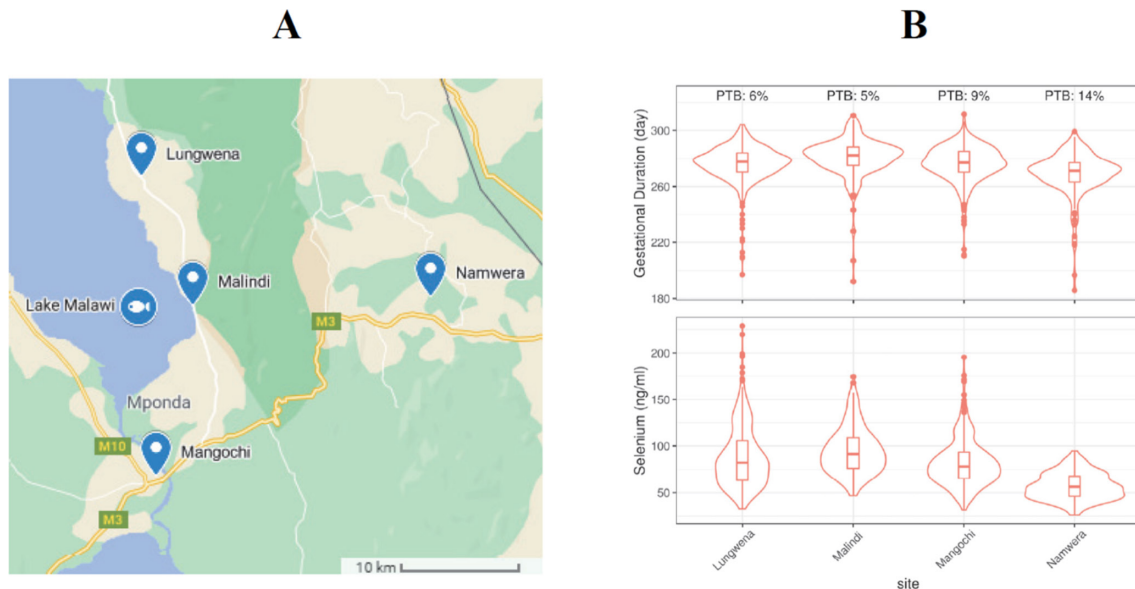 A
Lungwena
Malindi
Lake Malawi
Namwera
M3
Mponda
M10
Mangochi
M3
10 km
B
PTB: 6% PTB: 5% PTB: 9% PTB: 14%
Gestational Duration (day)
300
260
220
180
Selenium (ng/ml)
200
150
100
50
Lungwena
Malindi
Mangochi
Namwera
site